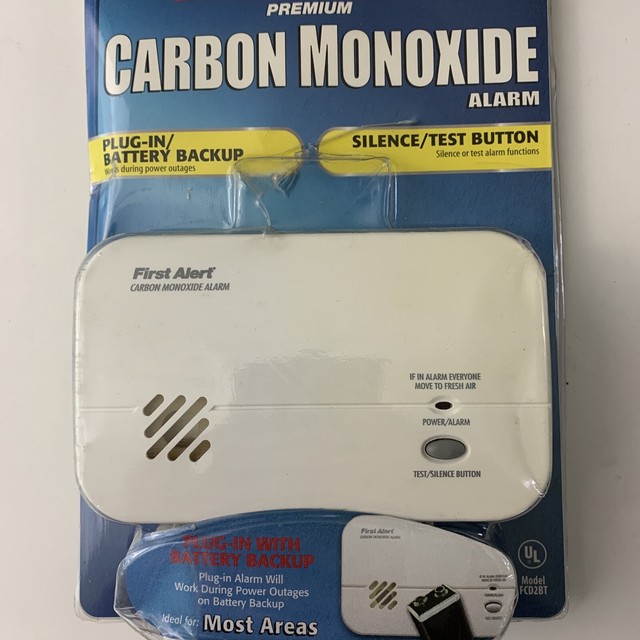 PREMIUM
CARBON MONOXIDE
ALARM
PLUG-IN/
BATTERY BACKUP
Works during power outages
SILENCE/TEST BUTTON
Silence or test alarm functions
First Alert
CARBON MONOXIDE ALARM
IF IN ALARM EVERYONE
MOVE TO FRESH AIR
POWER/ALARM
TEST/SILENCE BUTTON
PLUG-IN WITH
BATTERY BACKUP
Plug-in Alarm Will
Work During Power Outages
on Battery Backup
Ideal for: Most Areas
First Alert
CARBON MONOXIDE ALARM
UL
Model
FCD2BT